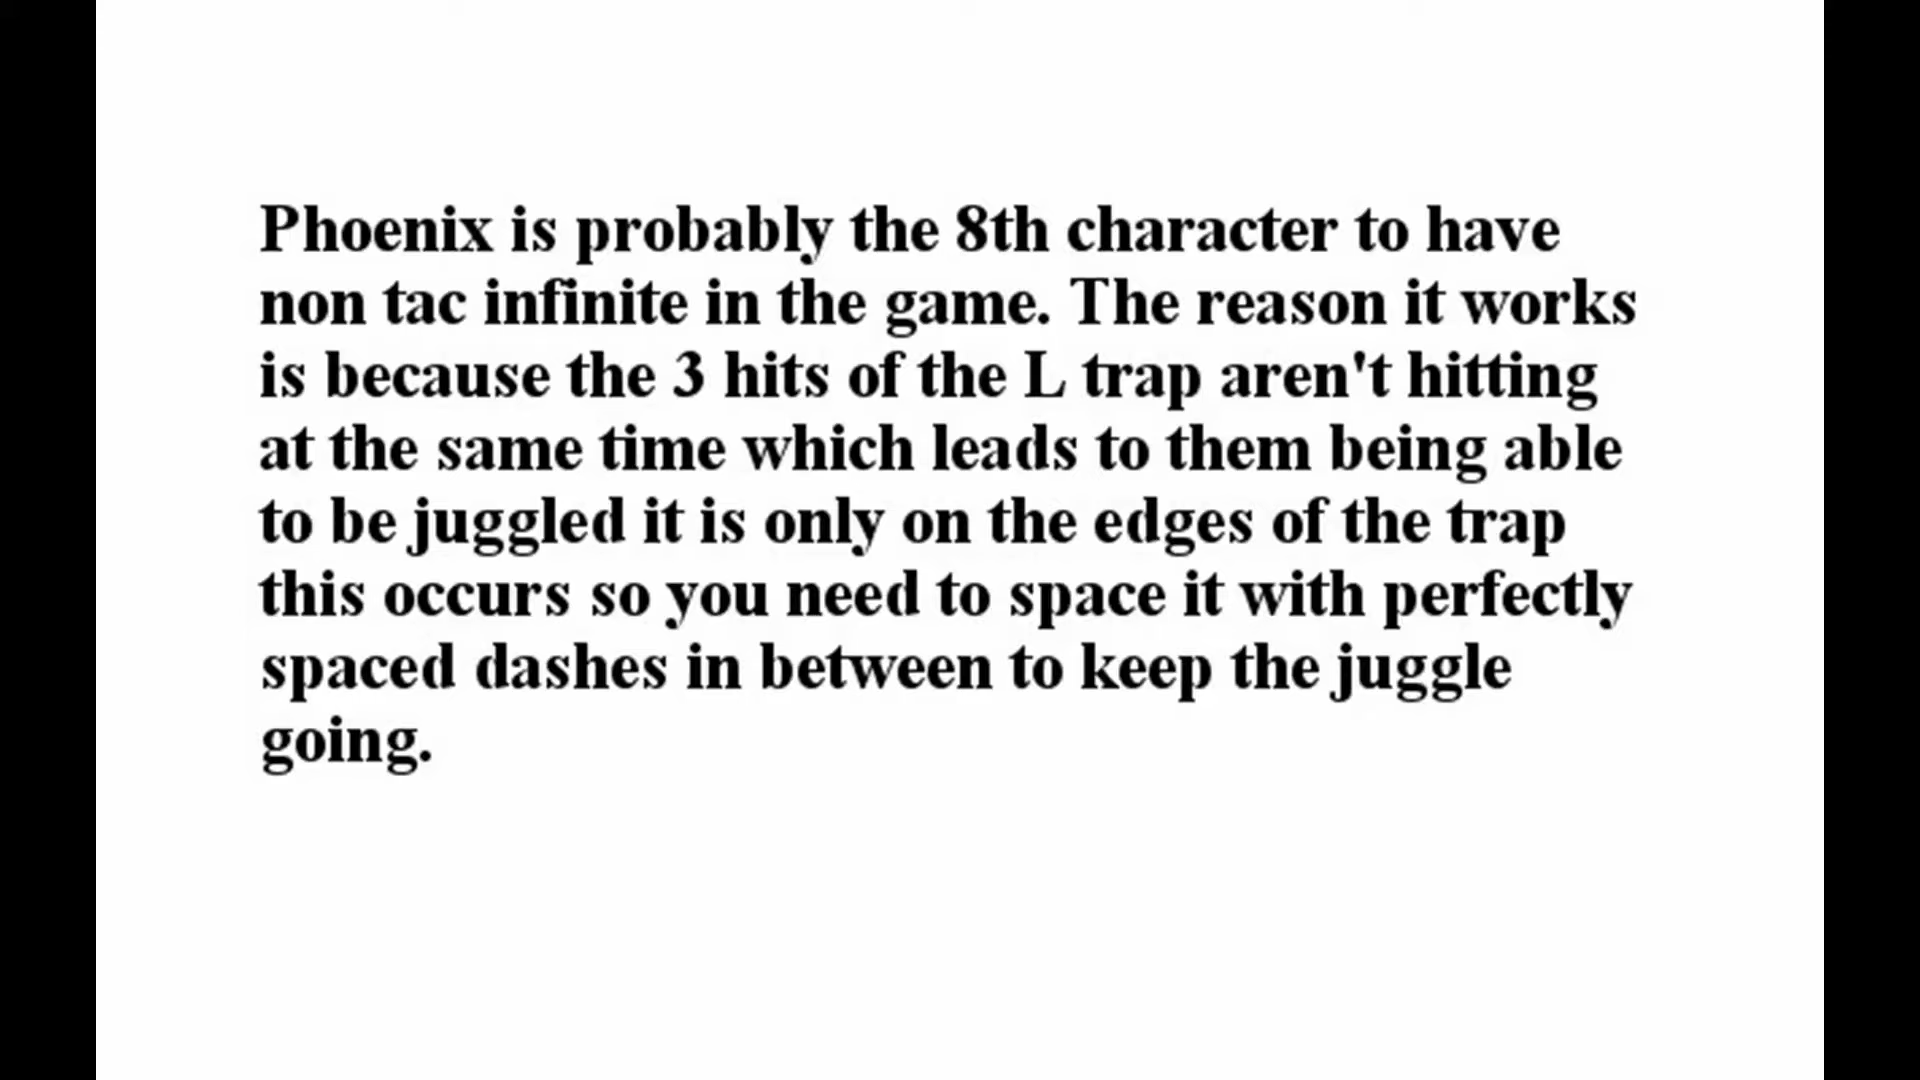 Phoenix is probably the 8th character to have
non tac infinite in the game. The reason it works
is because the 3 hits of the L trap aren't hitting
at the same time which leads to them being able
to be juggled it is only on the edges of the trap
this occurs so you need to space it with perfectly
spaced dashes in between to keep the juggle
going.